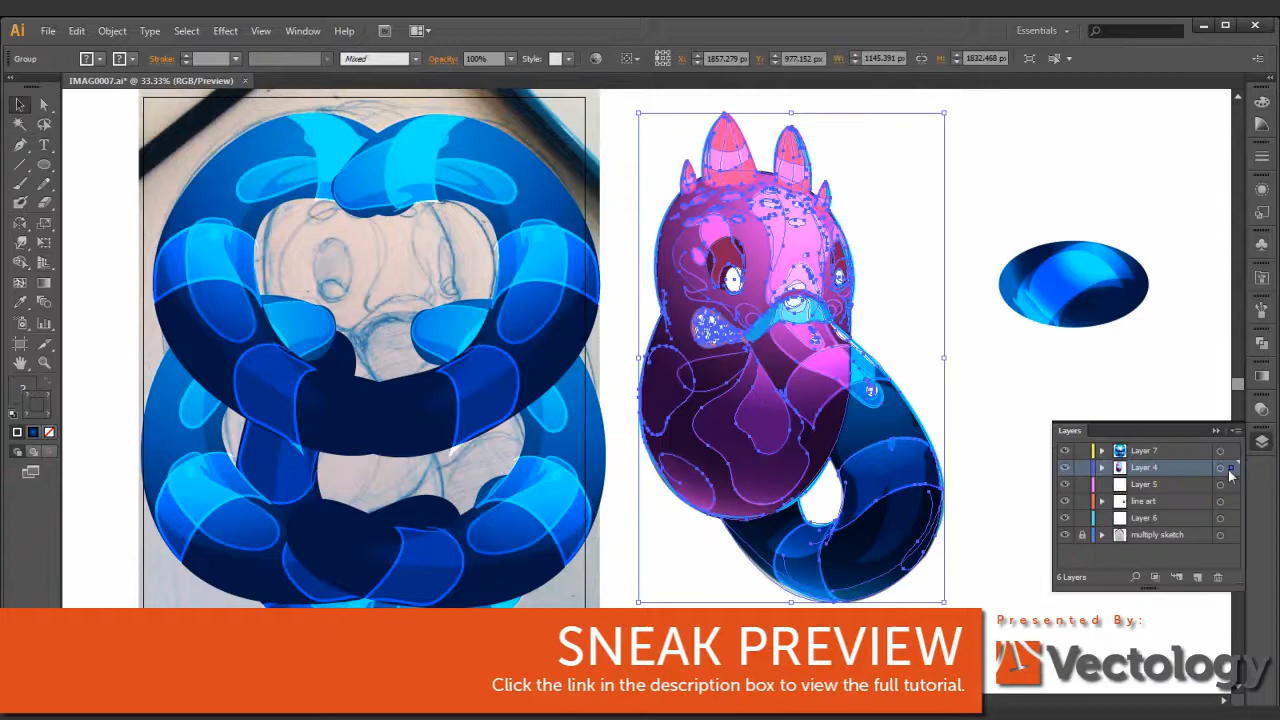 Ai File Edit Object Type Select Effect View Window Help Essentials
Group Stroke: Mixed Opacity: 100% Style: X: 1857.279 px Y: 977.152 px W: 1145.391 px H: 1832.468 px
IMAG0007.ai* @ 33.33% (RGB/Preview)
Layers
Layer 7
Layer 4
Layer 5
line art
Layer 6
multiply sketch
6 Layers
SNEAK PREVIEW
Click the link in the description box to view the full tutorial.
Presented By:
Vectology